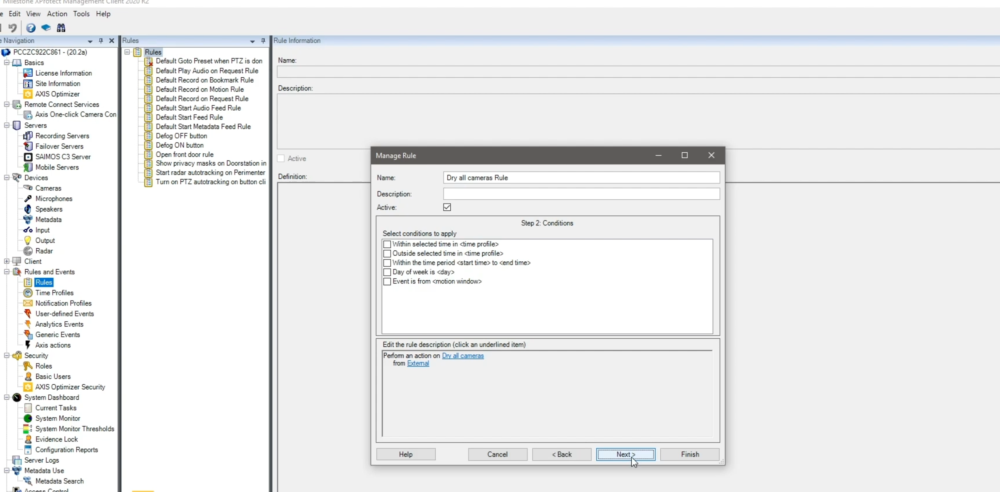 Milestone XProtect Management Client 2020 R2
e Edit View Action Tools Help
e Navigation
PCCZC922C861 - (20.2a)
Basics
License Information
Site Information
AXIS Optimizer
Remote Connect Services
Axis One-click Camera Con
Servers
Recording Servers
Failover Servers
SAIMOS C3 Server
Mobile Servers
Devices
Cameras
Microphones
Speakers
Metadata
Input
Output
Radar
Client
Rules and Events
Rules
Time Profiles
Notification Profiles
User-defined Events
Analytics Events
Generic Events
Axis actions
Security
Roles
Basic Users
AXIS Optimizer Security
System Dashboard
Current Tasks
System Monitor
System Monitor Thresholds
Evidence Lock
Configuration Reports
Server Logs
Metadata Use
Metadata Search
Access Control
Rules
Rules
Default Goto Preset when PTZ is don
Default Play Audio on Request Rule
Default Record on Bookmark Rule
Default Record on Motion Rule
Default Record on Request Rule
Default Start Audio Feed Rule
Default Start Feed Rule
Default Start Metadata Feed Rule
Defog OFF button
Defog ON button
Open front door rule
Show privacy masks on Doorstation in
Start radar autotracking on Perimenter
Turn on PTZ autotracking on button cli
Rule Information
Name:
Description:
Active
Definition:
Manage Rule
Name: Dry all cameras Rule
Description:
Active:
Step 2: Conditions
Select conditions to apply
Within selected time in <time profile>
Outside selected time in <time profile>
Within the time period <start time> to <end time>
Day of week is <day>
Event is from <motion window>
Edit the rule description (click an underlined item)
Perform an action on Dry all cameras
from External
Help Cancel < Back Next > Finish